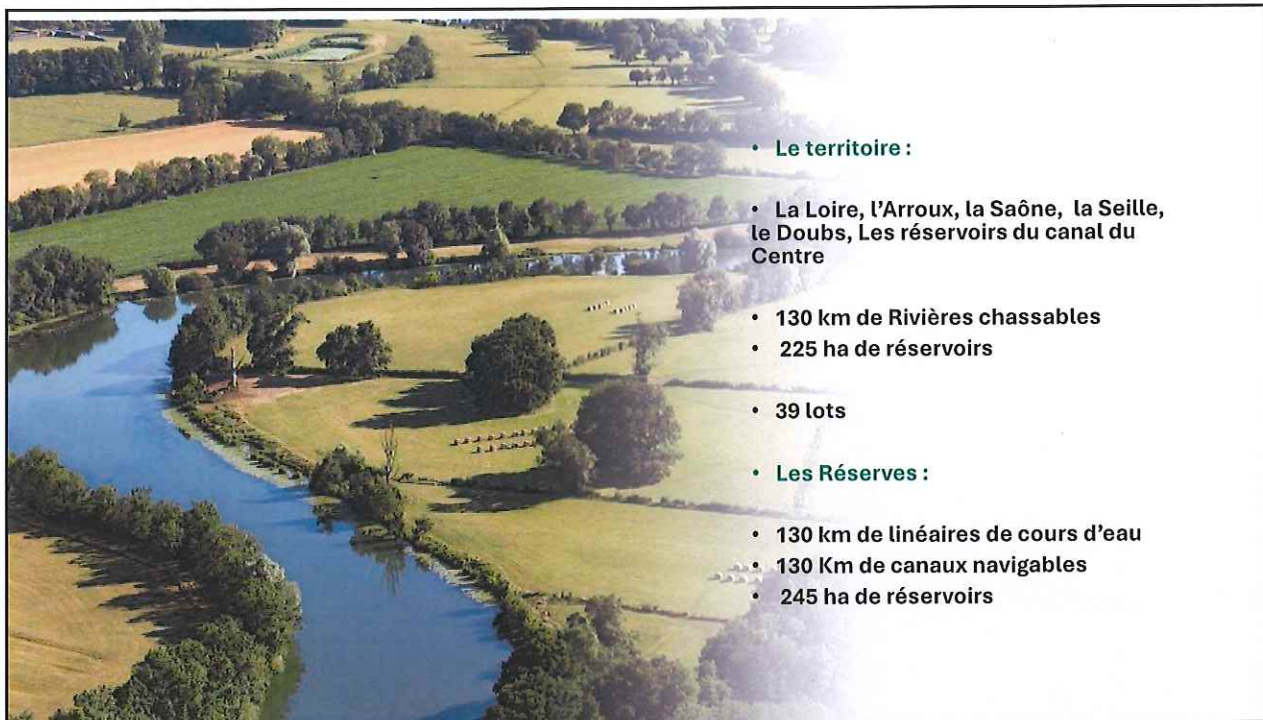 • Le territoire :
• La Loire, l'Arroux, la Saône, la Seille,
le Doubs, Les réservoirs du canal du
Centre
• 130 km de Rivières chassables
• 225 ha de réservoirs
• 39 lots
• Les Réserves :
• 130 km de linéaires de cours d'eau
• 130 Km de canaux navigables
• 245 ha de réservoirs